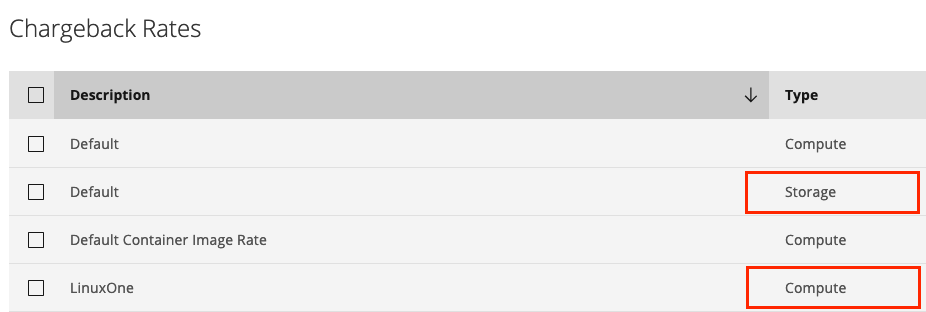 Chargeback Rates
Description Type
Default Compute
Default Storage
Default Container Image Rate Compute
LinuxOne Compute